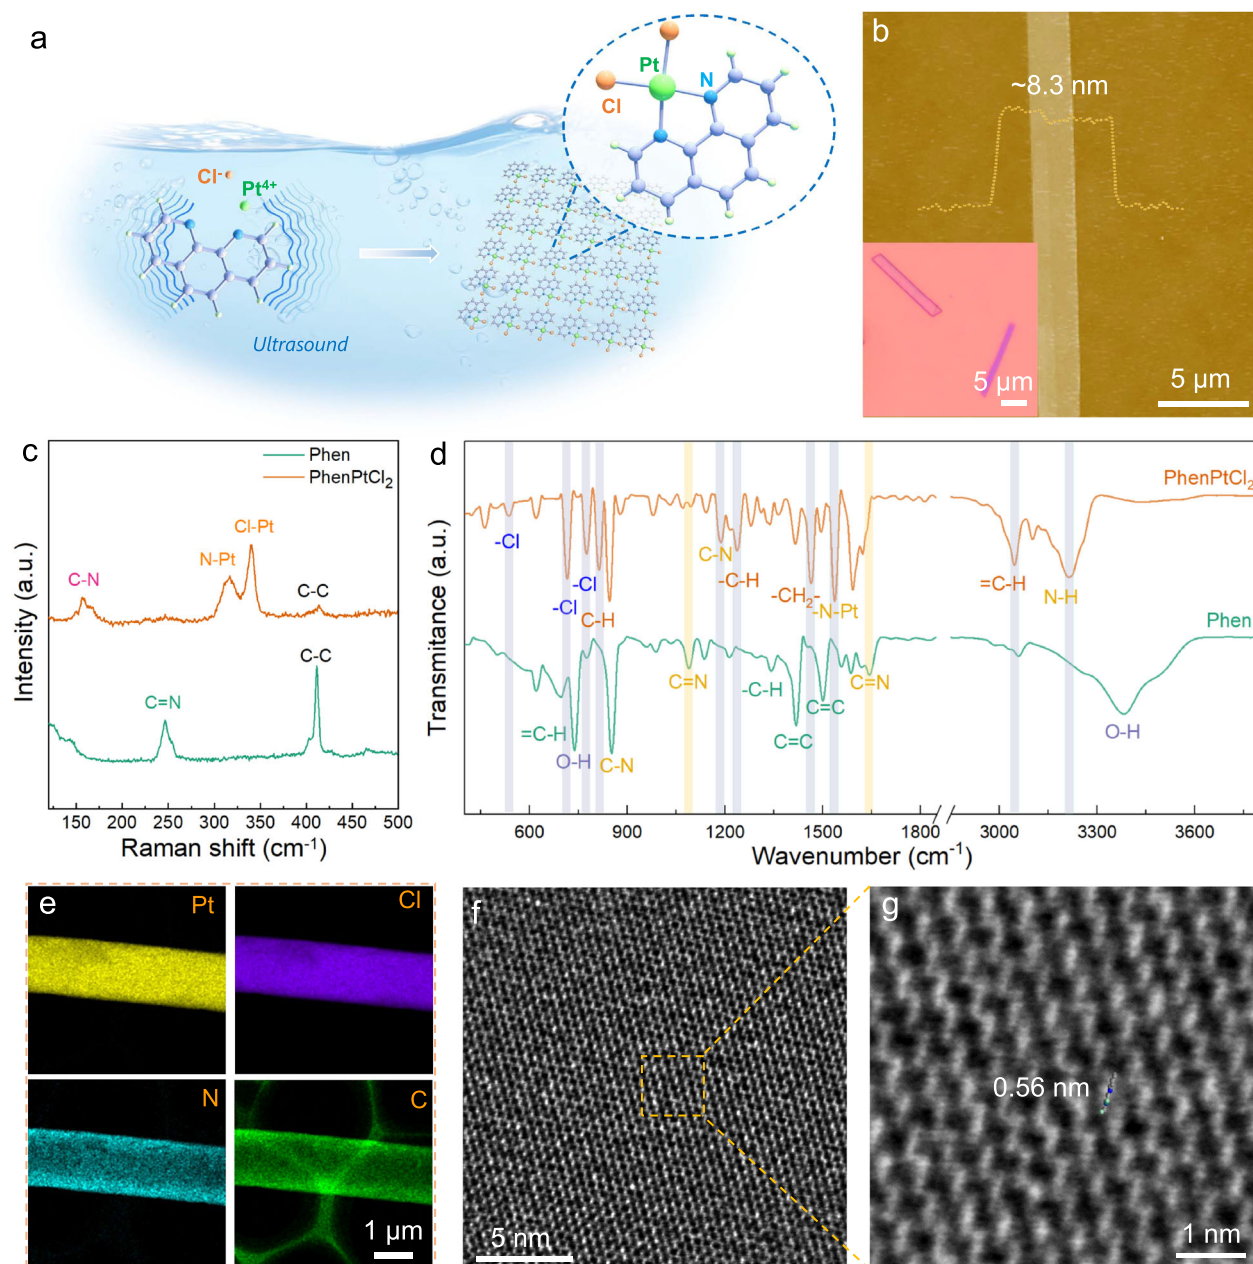 a
Pt
N
Cl
Cl-
Pt4+
Ultrasound
b
~8.3 nm
5 μm
5 μm
c
Phen
PhenPtCl2
Cl-Pt
N-Pt
C-N
C-C
C-C
C=N
Intensity (a.u.)
150 200 250 300 350 400 450 500
Raman shift (cm-1)
d
PhenPtCl2
-Cl
-Cl
-Cl
C-H
C-N
-C-H
-CH2-
-N-Pt
=C-H
N-H
Phen
=C-H
O-H
C-N
C=N
-C-H
C=C
C=C
C=N
O-H
Transmitance (a.u.)
600 900 1200 1500 1800 3000 3300 3600
Wavenumber (cm-1)
e
Pt
Cl
N
C
1 μm
f
5 nm
g
0.56 nm
1 nm